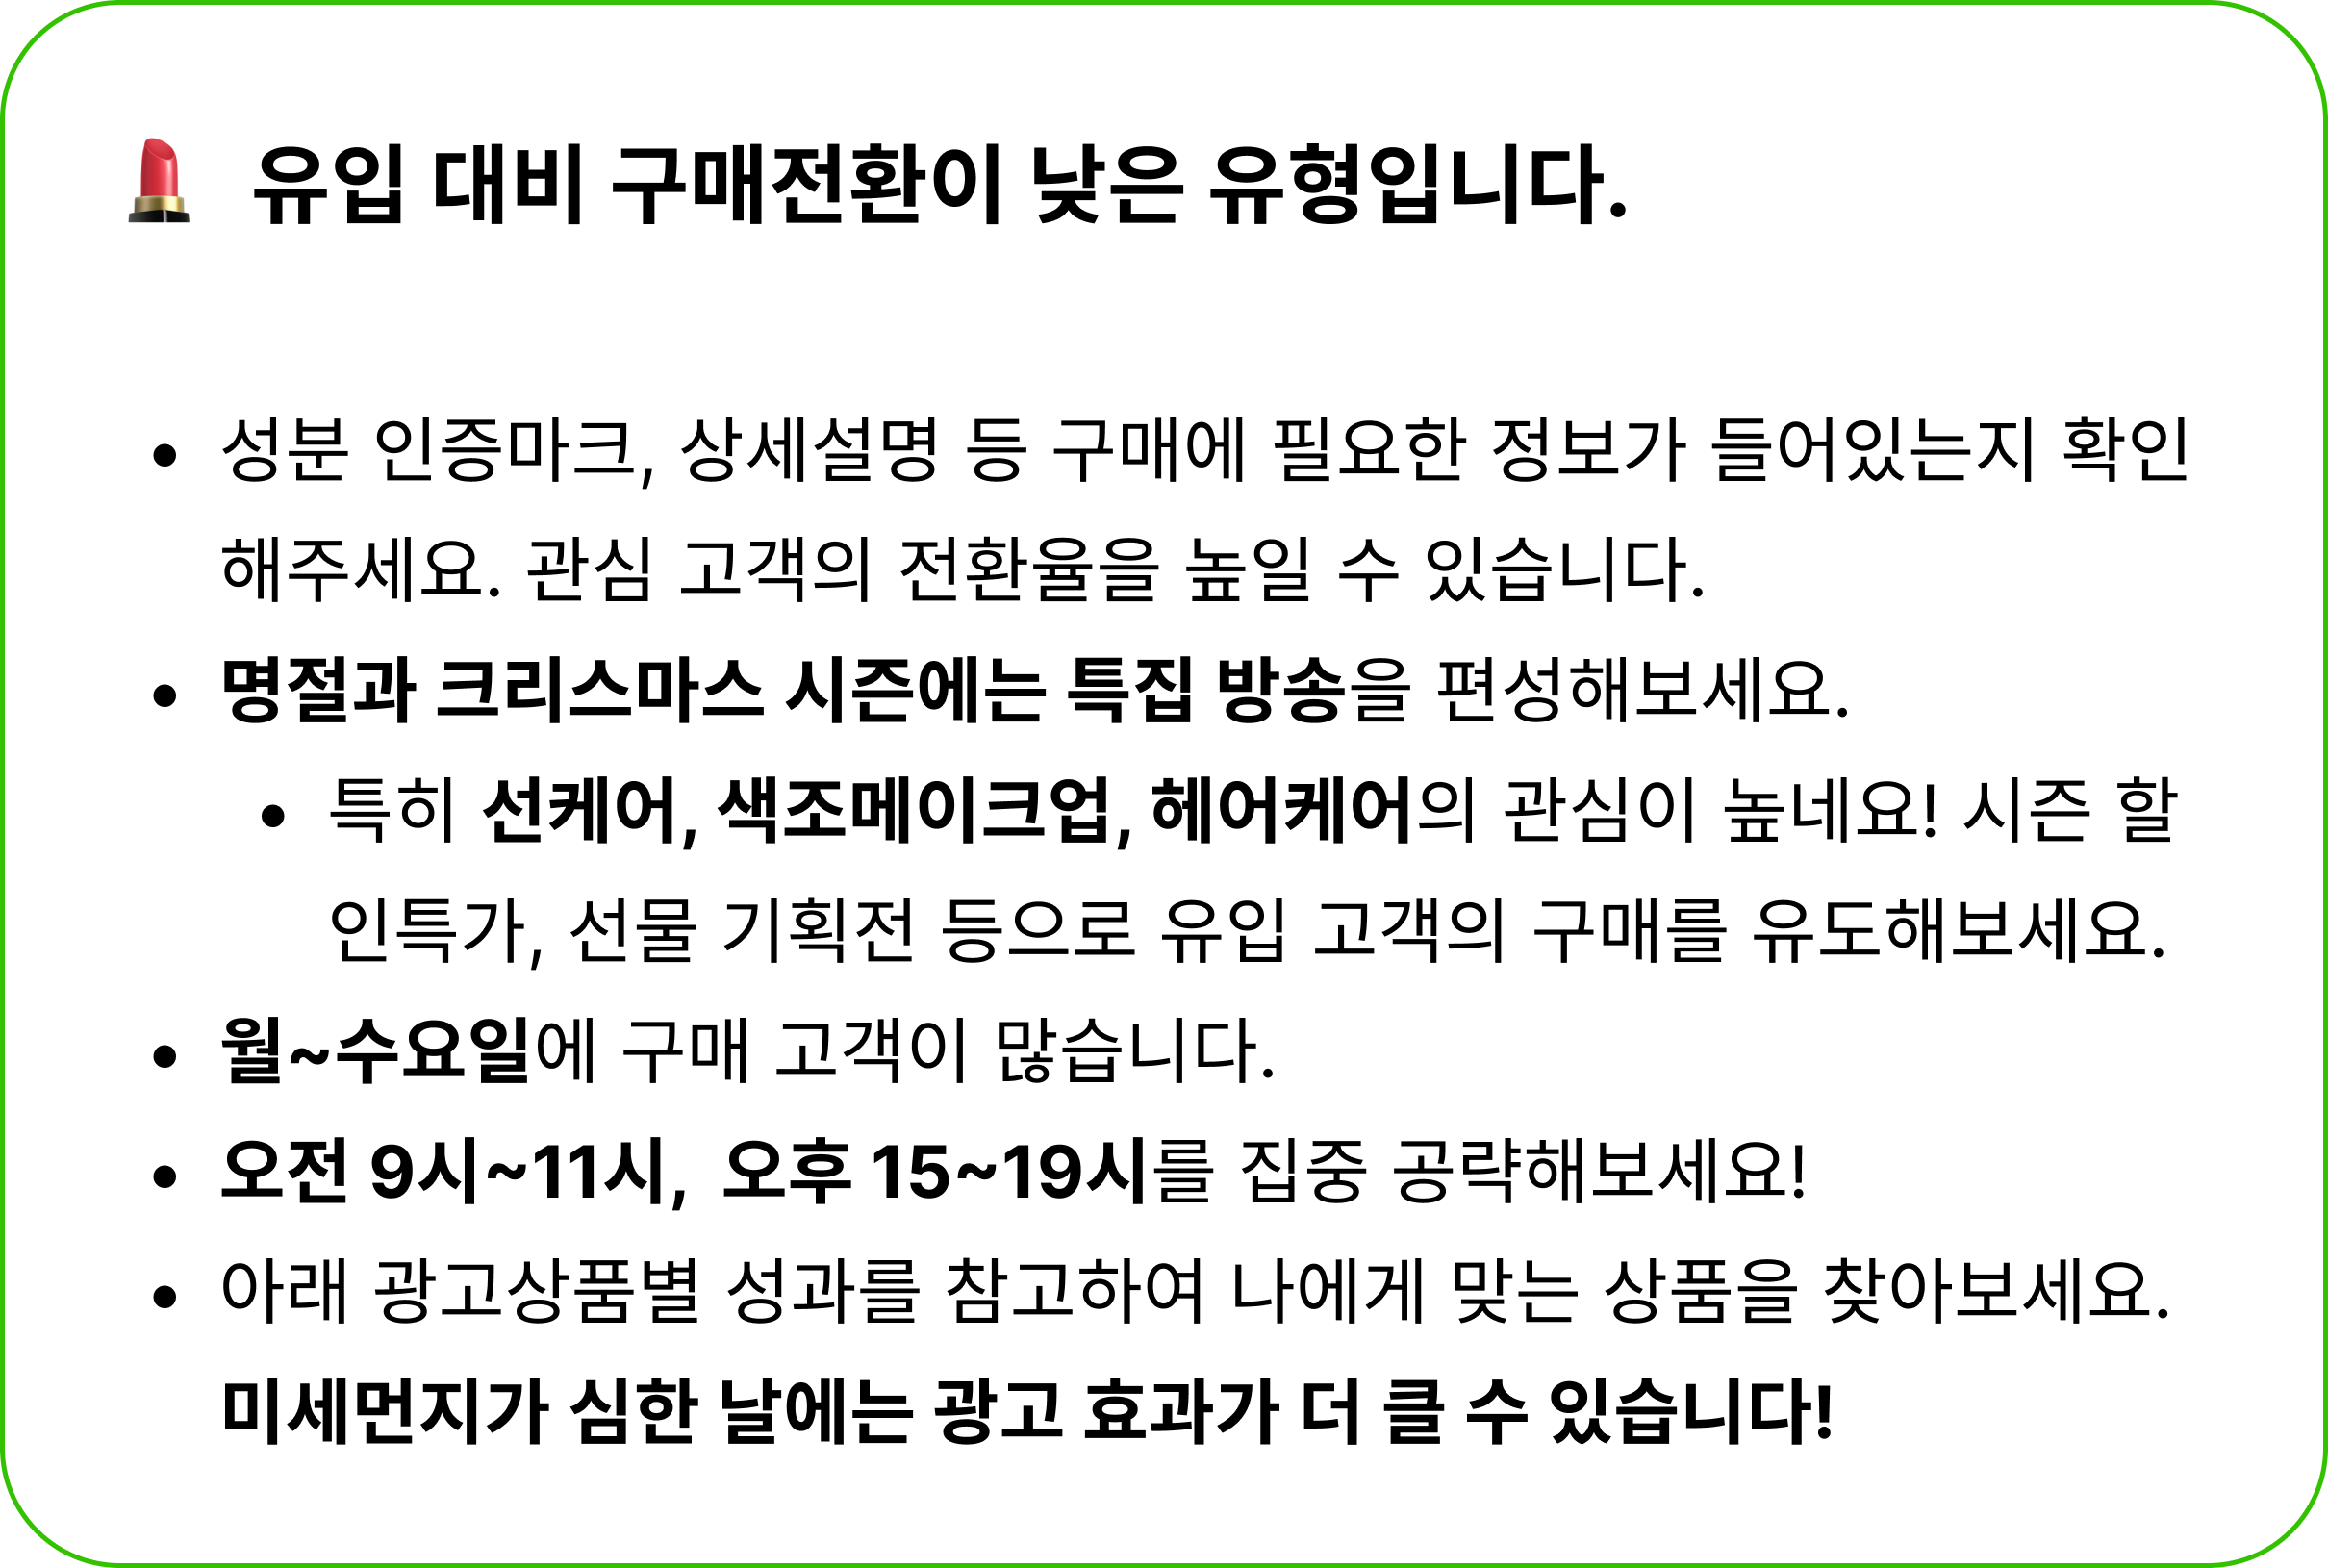 유입 대비 구매전환이 낮은 유형입니다.
• 성분 인증마크, 상세설명 등 구매에 필요한 정보가 들어있는지 확인
해주세요. 관심 고객의 전환율을 높일 수 있습니다.
• 명절과 크리스마스 시즌에는 특집 방송을 편성해보세요.
• 특히 선케어, 색조메이크업, 헤어케어의 관심이 높네요! 시즌 할
인특가, 선물 기획전 등으로 유입 고객의 구매를 유도해보세요.
• 월~수요일에 구매 고객이 많습니다.
• 오전 9시~11시, 오후 15~19시를 집중 공략해보세요!
• 아래 광고상품별 성과를 참고하여 나에게 맞는 상품을 찾아보세요.
미세먼지가 심한 날에는 광고 효과가 더 클 수 있습니다!